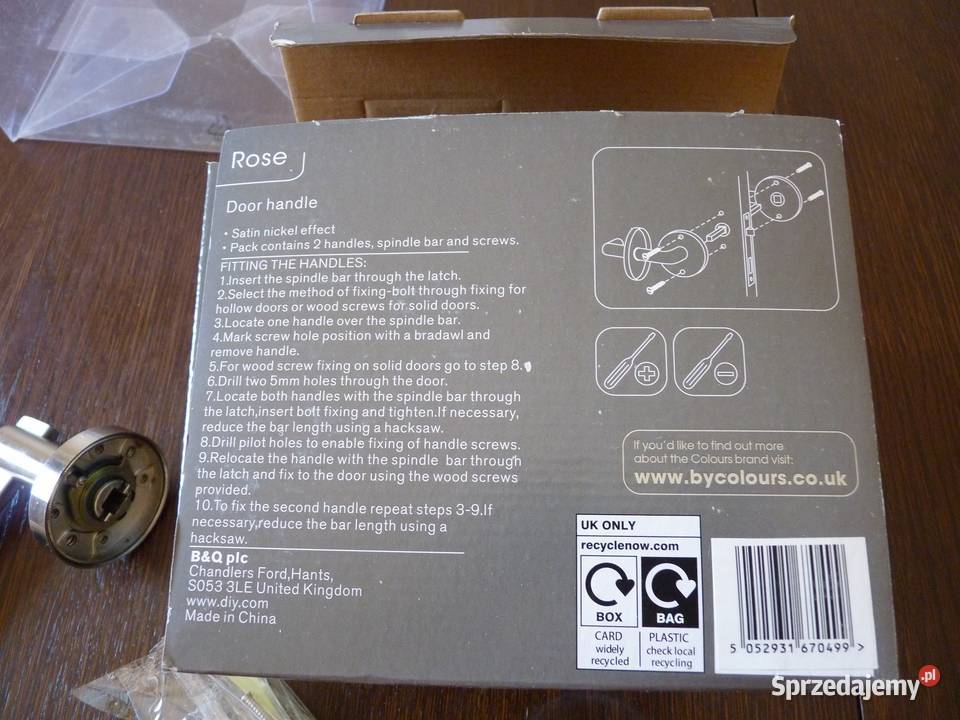 Rose
Door handle
• Satin nickel effect
• Pack contains 2 handles, spindle bar and screws.
FITTING THE HANDLES:
1.Insert the spindle bar through the latch.
2.Select the method of fixing-bolt through fixing for
hollow doors or wood screws for solid doors.
3.Locate one handle over the spindle bar.
4.Mark screw hole position with a bradawl and
remove handle.
5.For wood screw fixing on solid doors go to step 8.
6.Drill two 5mm holes through the door.
7.Locate both handles with the spindle bar through
the latch,insert bolt fixing and tighten.If necessary,
reduce the bar length using a hacksaw.
8.Drill pilot holes to enable fixing of handle screws.
9.Relocate the handle with the spindle bar through
the latch and fix to the door using the wood screws
provided.
10.To fix the second handle repeat steps 3-9.If
necessary,reduce the bar length using a
hacksaw.
B&Q plc
Chandlers Ford,Hants,
S053 3LE United Kingdom
www.diy.com
Made in China
If you'd like to find out more
about the Colours brand visit:
www.bycolours.co.uk
UK ONLY
recyclenow.com
BOX
BAG
CARD
widely
recycled
PLASTIC
check local
recycling
5 052931 670499 >
Sprzedajemy.pl